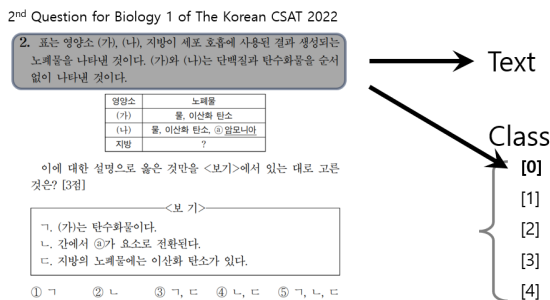 2nd Question for Biology 1 of The Korean CSAT 2022
2. 표는 영양소 (가), (나), 지방이 세포 호흡에 사용된 결과 생성되는
노폐물을 나타낸 것이다. (가)와 (나)는 단백질과 탄수화물을 순서
없이 나타낸 것이다.
영양소 노폐물
(가) 물, 이산화 탄소
(나) 물, 이산화 탄소, ⓐ 암모니아
지방 ?
이에 대한 설명으로 옳은 것만을 <보기>에서 있는 대로 고른
것은? [3점]
<보 기>
ㄱ. (가)는 탄수화물이다.
ㄴ. 간에서 ⓐ가 요소로 전환된다.
ㄷ. 지방의 노폐물에는 이산화 탄소가 있다.
① ㄱ ② ㄴ ③ ㄱ, ㄷ ④ ㄴ, ㄷ ⑤ ㄱ, ㄴ, ㄷ
Text
Class
[0]
[1]
[2]
[3]
[4]